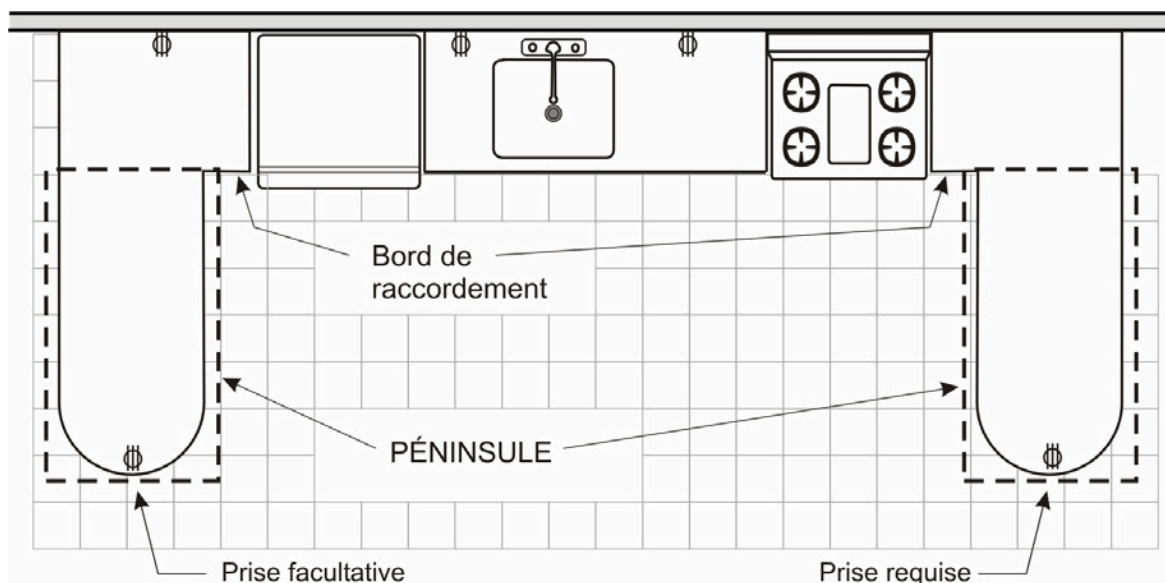 Bord de
raccordement
PÉNINSULE
Prise facultative
Prise requise